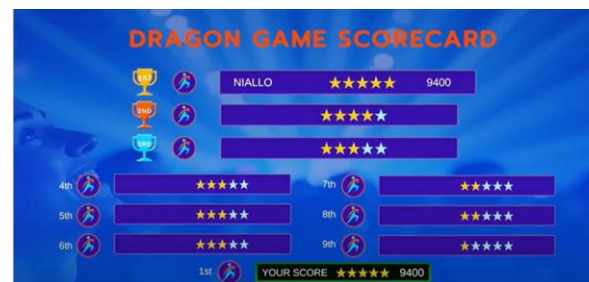 DRAGON GAME SCORECARD
1ST NIALLO 9400
2ND
3RD
4th
5th
6th
7th
8th
9th
1st YOUR SCORE 9400